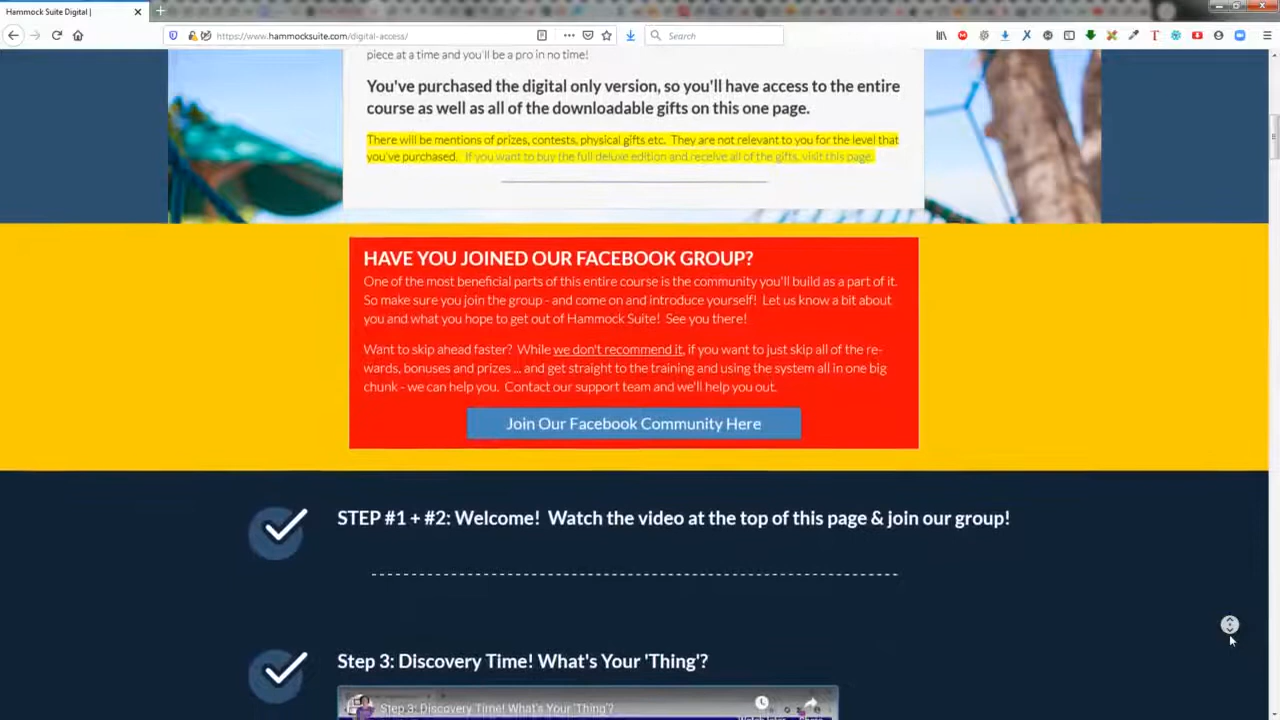 Hammock Suite Digital |
https://www.hammocksuite.com/digital-access/
Search
piece at a time and you'll be a pro in no time!
You've purchased the digital only version, so you'll have access to the entire
course as well as all of the downloadable gifts on this one page.
There will be mentions of prizes, contests, physical gifts etc. They are not relevant to you for the level that
you've purchased. If you want to buy the full deluxe edition and receive all of the gifts, visit this page.
HAVE YOU JOINED OUR FACEBOOK GROUP?
One of the most beneficial parts of this entire course is the community you'll build as a part of it.
So make sure you join the group - and come on and introduce yourself! Let us know a bit about
you and what you hope to get out of Hammock Suite! See you there!
Want to skip ahead faster? While we don't recommend it, if you want to just skip all of the re-
wards, bonuses and prizes ... and get straight to the training and using the system all in one big
chunk - we can help you. Contact our support team and we'll help you out.
Join Our Facebook Community Here
STEP #1 + #2: Welcome! Watch the video at the top of this page & join our group!
Step 3: Discovery Time! What's Your 'Thing'?
Step 3: Discovery Time! What's Your 'Thing'?